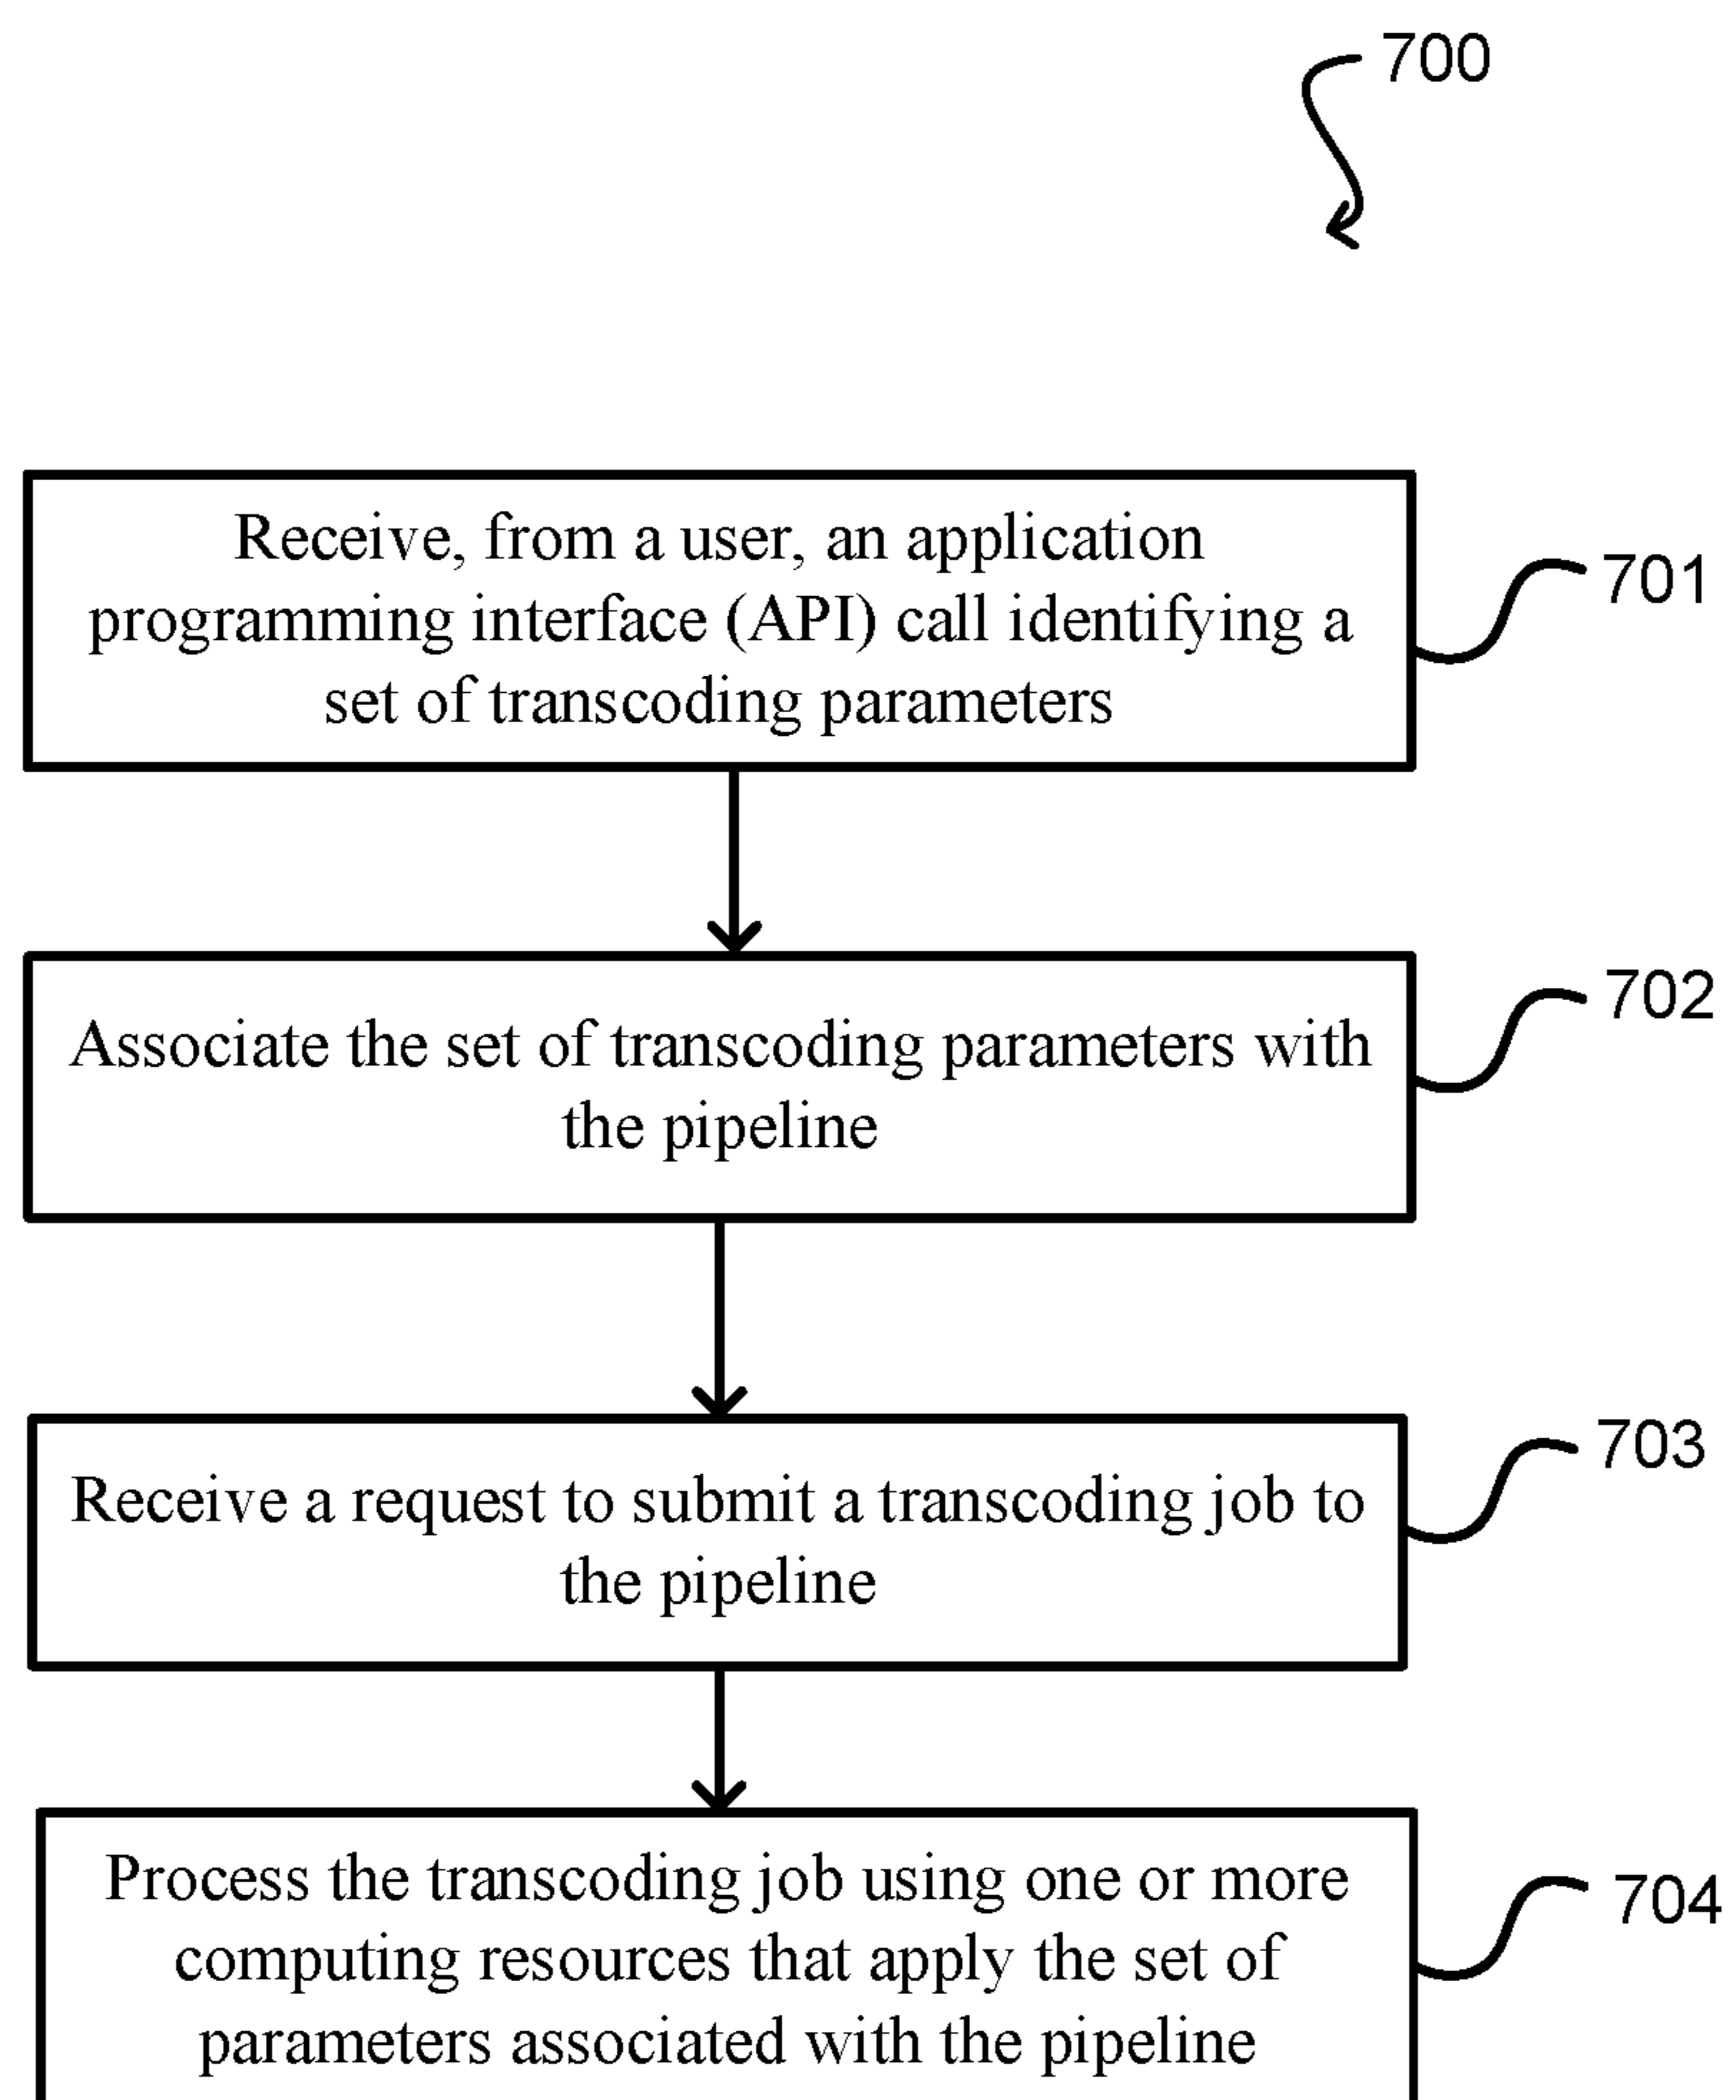 700
Receive, from a user, an application
programming interface (API) call identifying a
set of transcoding parameters
701
Associate the set of transcoding parameters with
the pipeline
702
Receive a request to submit a transcoding job to
the pipeline
703
Process the transcoding job using one or more
computing resources that apply the set of
parameters associated with the pipeline
704